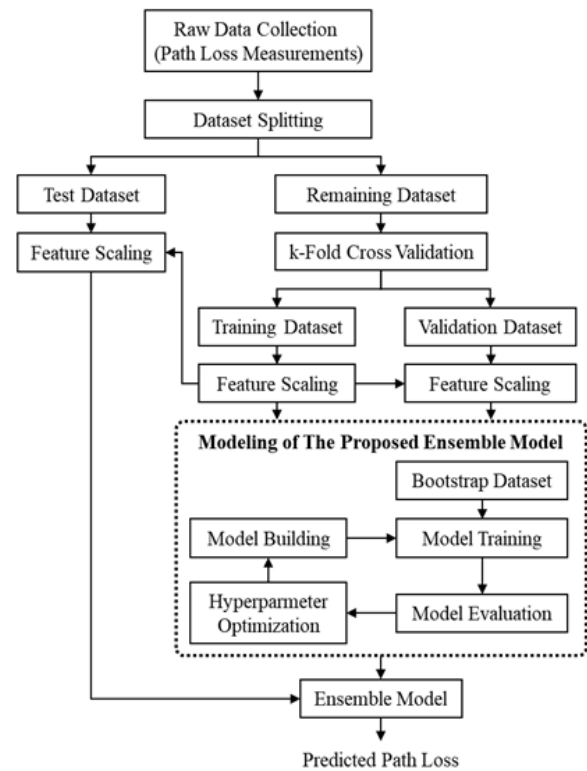 Raw Data Collection
(Path Loss Measurements)
Dataset Splitting
Test Dataset
Remaining Dataset
Feature Scaling
k-Fold Cross Validation
Training Dataset
Validation Dataset
Feature Scaling
Feature Scaling
Modeling of The Proposed Ensemble Model
Bootstrap Dataset
Model Building
Model Training
Hyperparmeter
Optimization
Model Evaluation
Ensemble Model
Predicted Path Loss